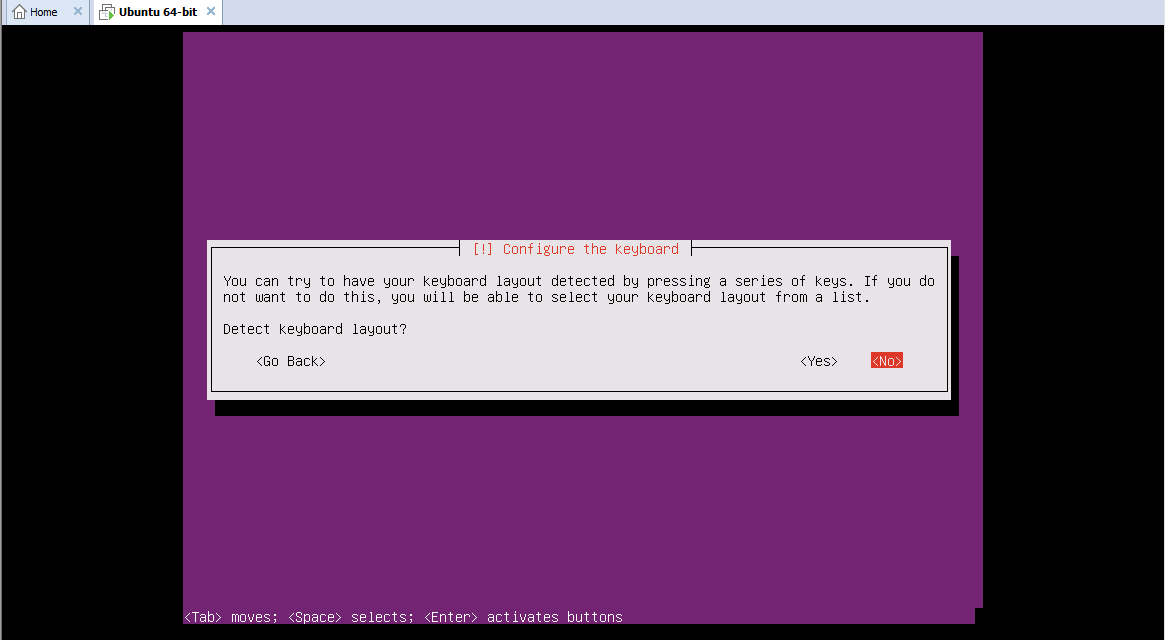 Home
Ubuntu 64-bit
[!] Configure the keyboard
You can try to have your keyboard layout detected by pressing a series of keys. If you do
not want to do this, you will be able to select your keyboard layout from a list.
Detect keyboard layout?
<Go Back> <Yes> <No>
<Tab> moves; <Space> selects; <Enter> activates buttons